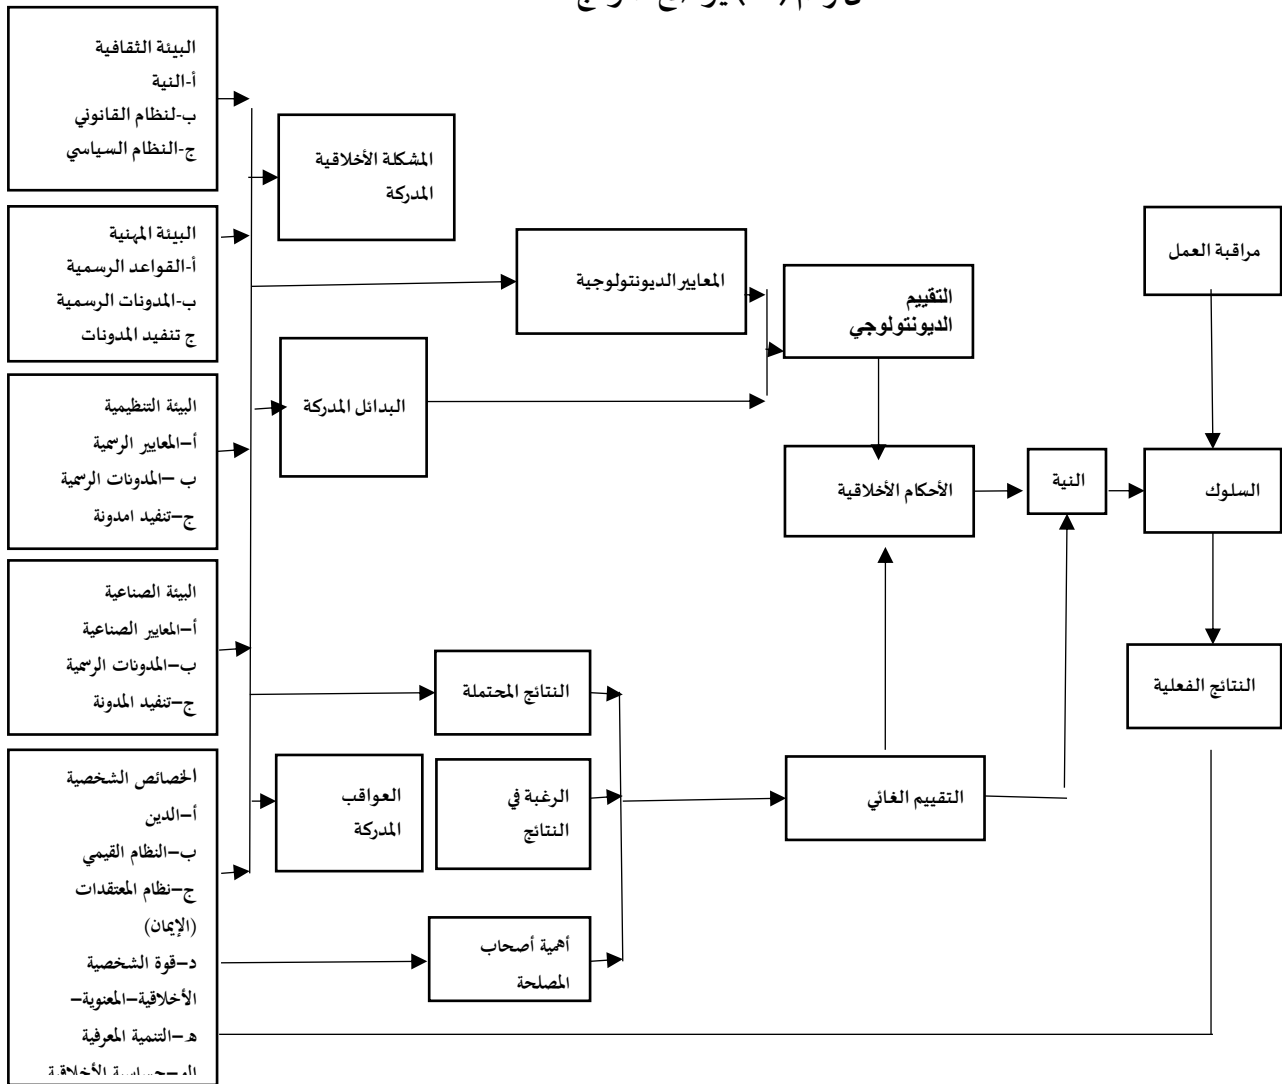 البيئة الثقافية
أ-النية
ب-لنظام القانوني
ج-النظام السياسي
المشكلة الأخلاقية
المدركة
البيئة المهنية
أ-القواعد الرسمية
ب-المدونات الرسمية
ج تنفيد المدونات
المعايير الديونتولوجية
التقييم
الديونتولوجي
مراقبة العمل
البيئة التنظيمية
أ–المعايير الرسمية
ب –المدونات الرسمية
ج–تنفيد امدونة
البدائل المدركة
الأحكام الأخلاقية
النية
السلوك
البيئة الصناعية
أ–المعايير الصناعية
ب–المدونات الرسمية
ج–تنفيد المدونة
النتائج المحتملة
النتائج الفعلية
الخصائص الشخصية
أ–الدين
ب–النظام القيمي
ج–نظام المعتقدات
(الإيمان)
د–قوة الشخصية
الأخلاقية–المعنوية–
هـ–التنمية المعرفية
العواقب
المدركة
الرغبة في
النتائج
التقييم الغائي
أهمية أصحاب
المصلحة